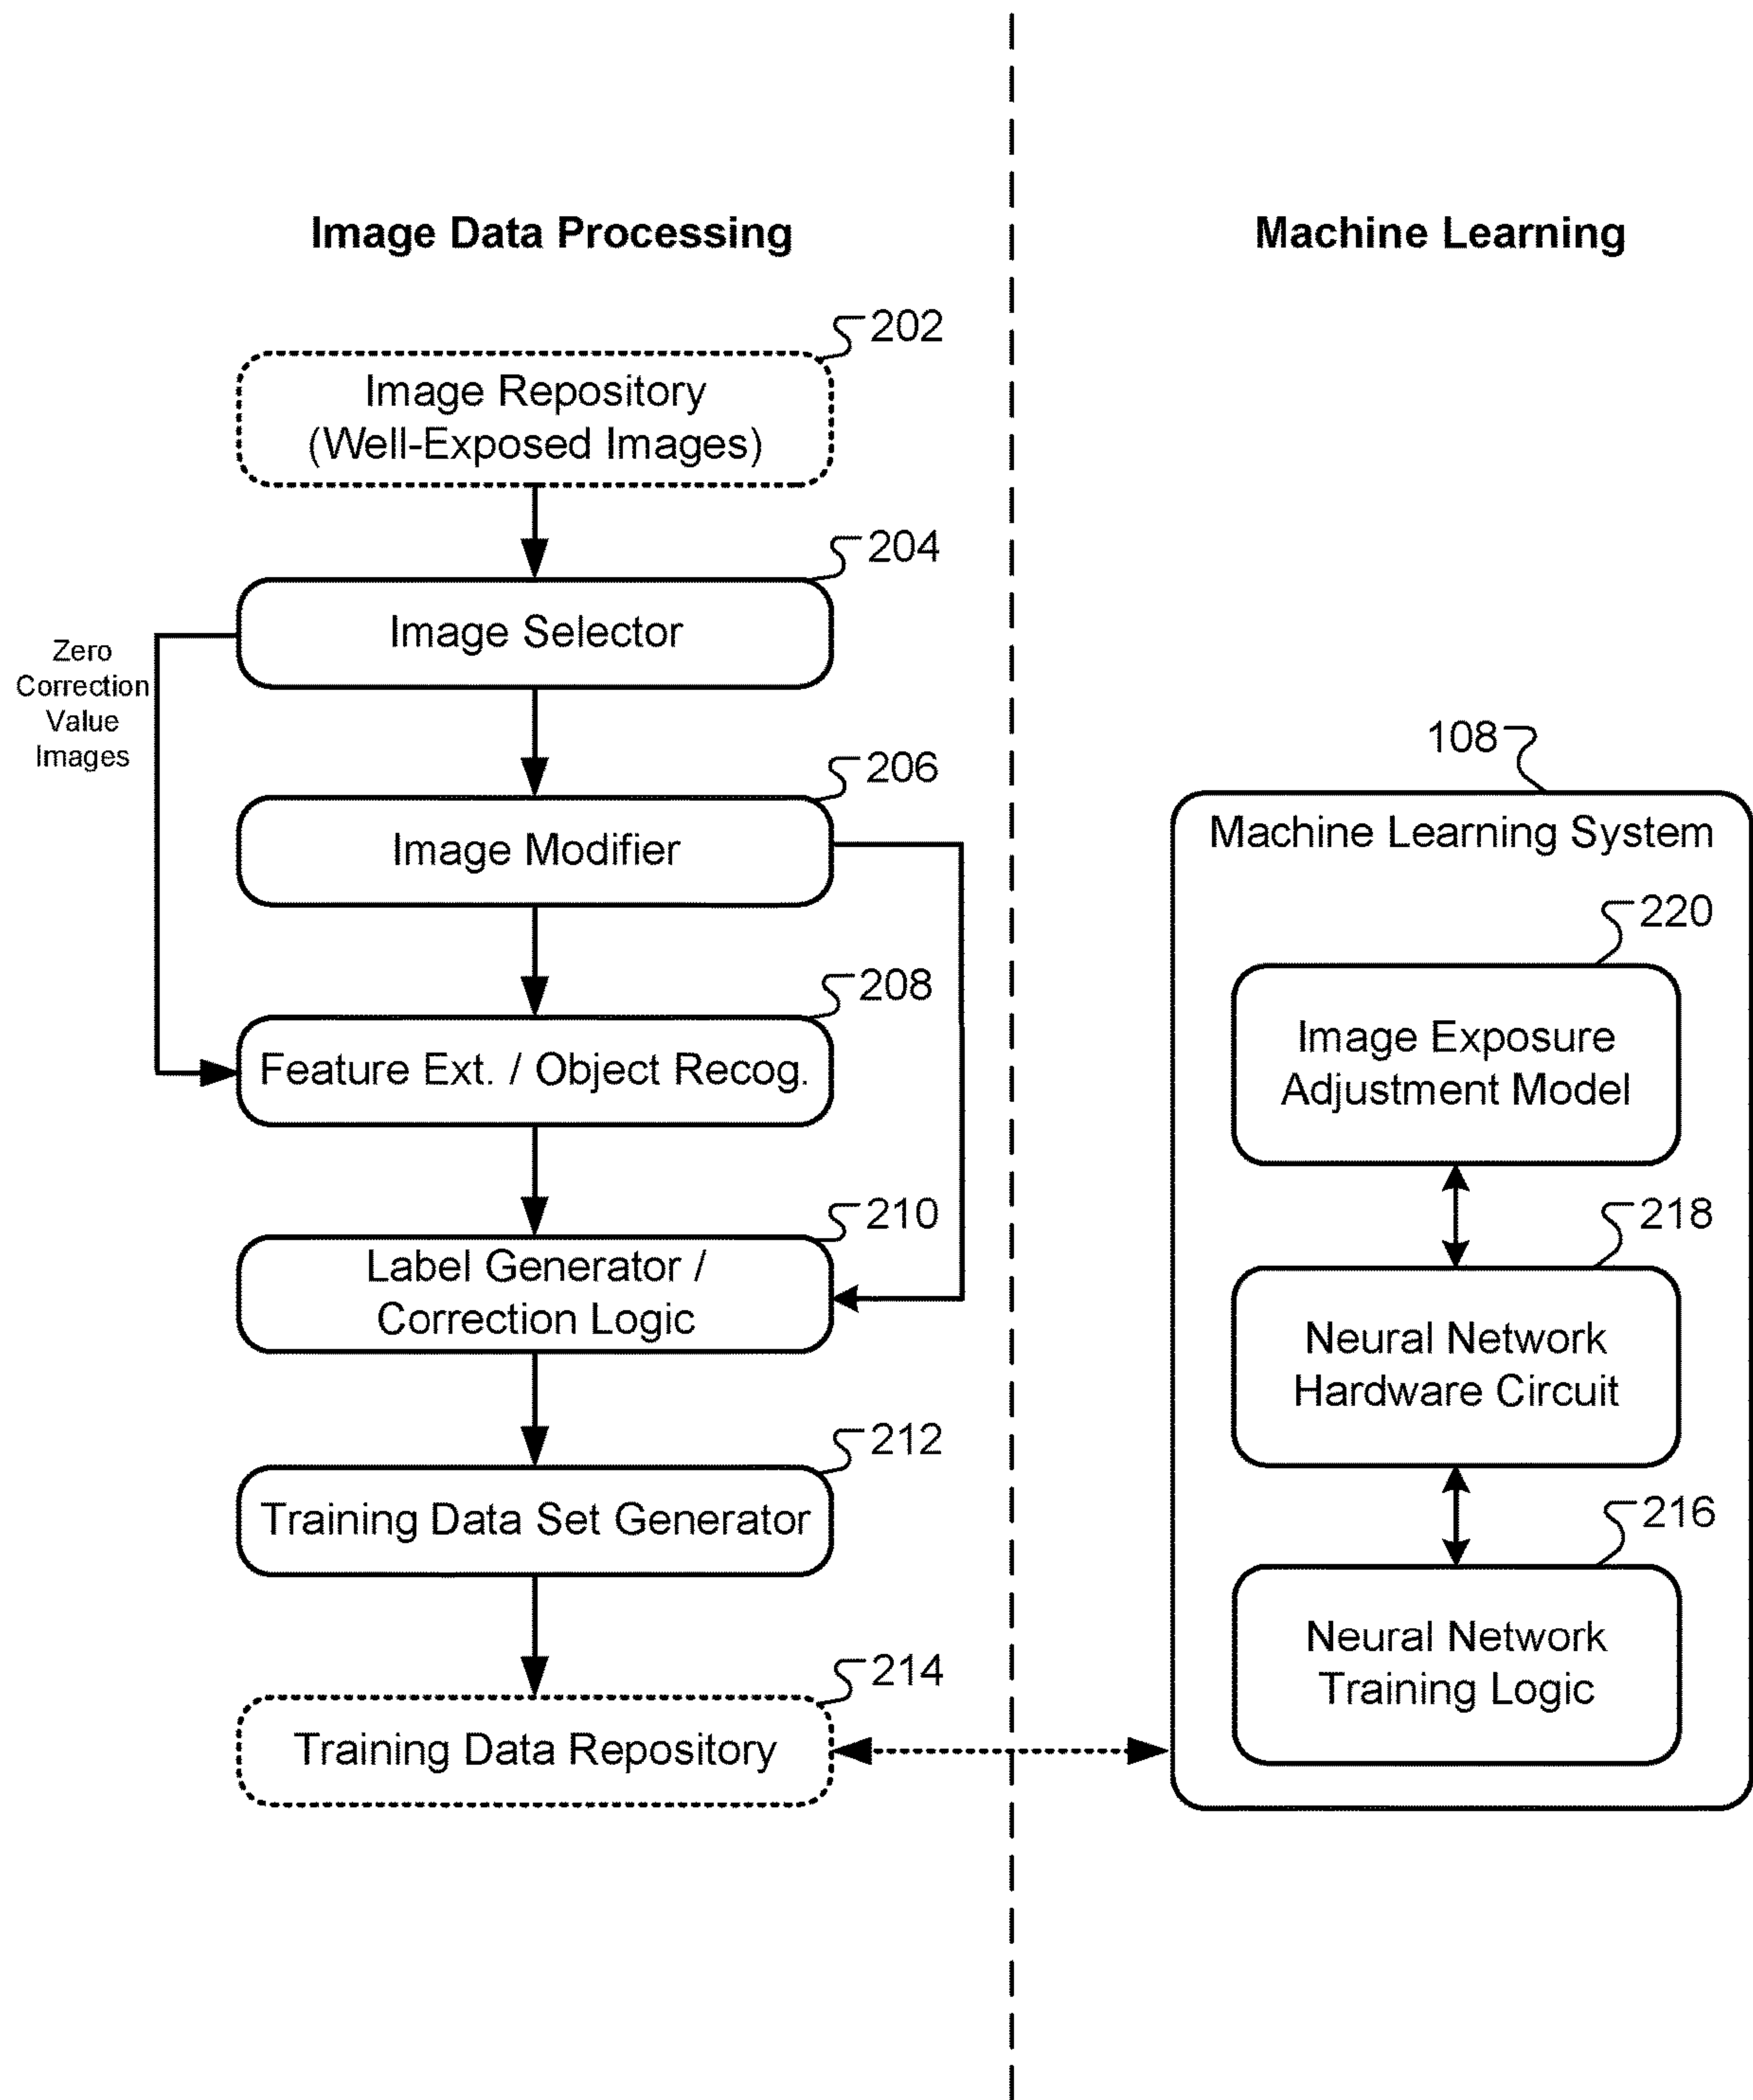 Image Data Processing
202
Image Repository
(Well-Exposed Images)
204
Image Selector
Zero
Correction
Value
Images
206
Image Modifier
208
Feature Ext. / Object Recog.
210
Label Generator /
Correction Logic
212
Training Data Set Generator
214
Training Data Repository
Machine Learning
108
Machine Learning System
220
Image Exposure
Adjustment Model
218
Neural Network
Hardware Circuit
216
Neural Network
Training Logic